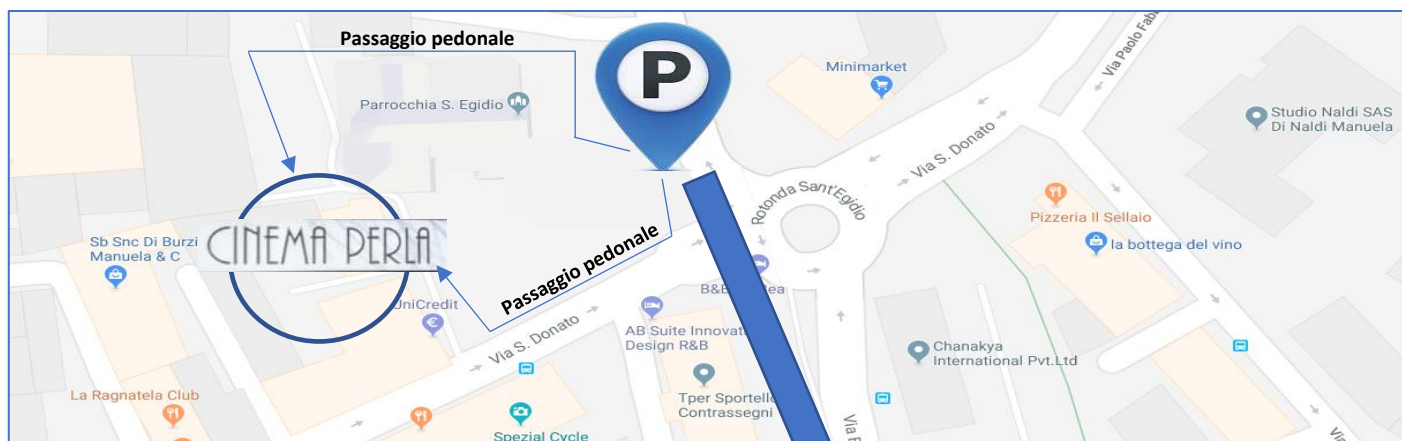 Passaggio pedonale
P
Parrocchia S. Egidio
Minimarket
Via Paolo Fab
Studio Naldi SAS
Di Naldi Manuela
Via S. Donato
Rotonda Sant'Egidio
Pizzeria Il Sellaio
la bottega del vino
Sb Snc Di Burzi
Manuela & C
CINEMA PERLA
Passaggio pedonale
UniCredit
€
B&B
AB Suite Innovat
Design R&B
Via S. Donato
Chanakya
International Pvt.Ltd
La Ragnatela Club
Tper Sportello
Contrassegni
Spezial Cycle
Via